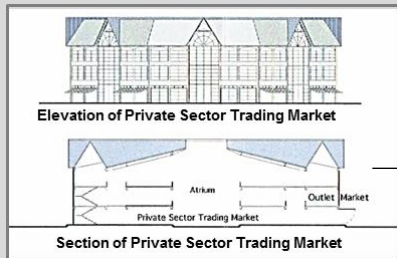 Elevation of Private Sector Trading Market
Atrium
Outlet Market
Private Sector Trading Market
Section of Private Sector Trading Market